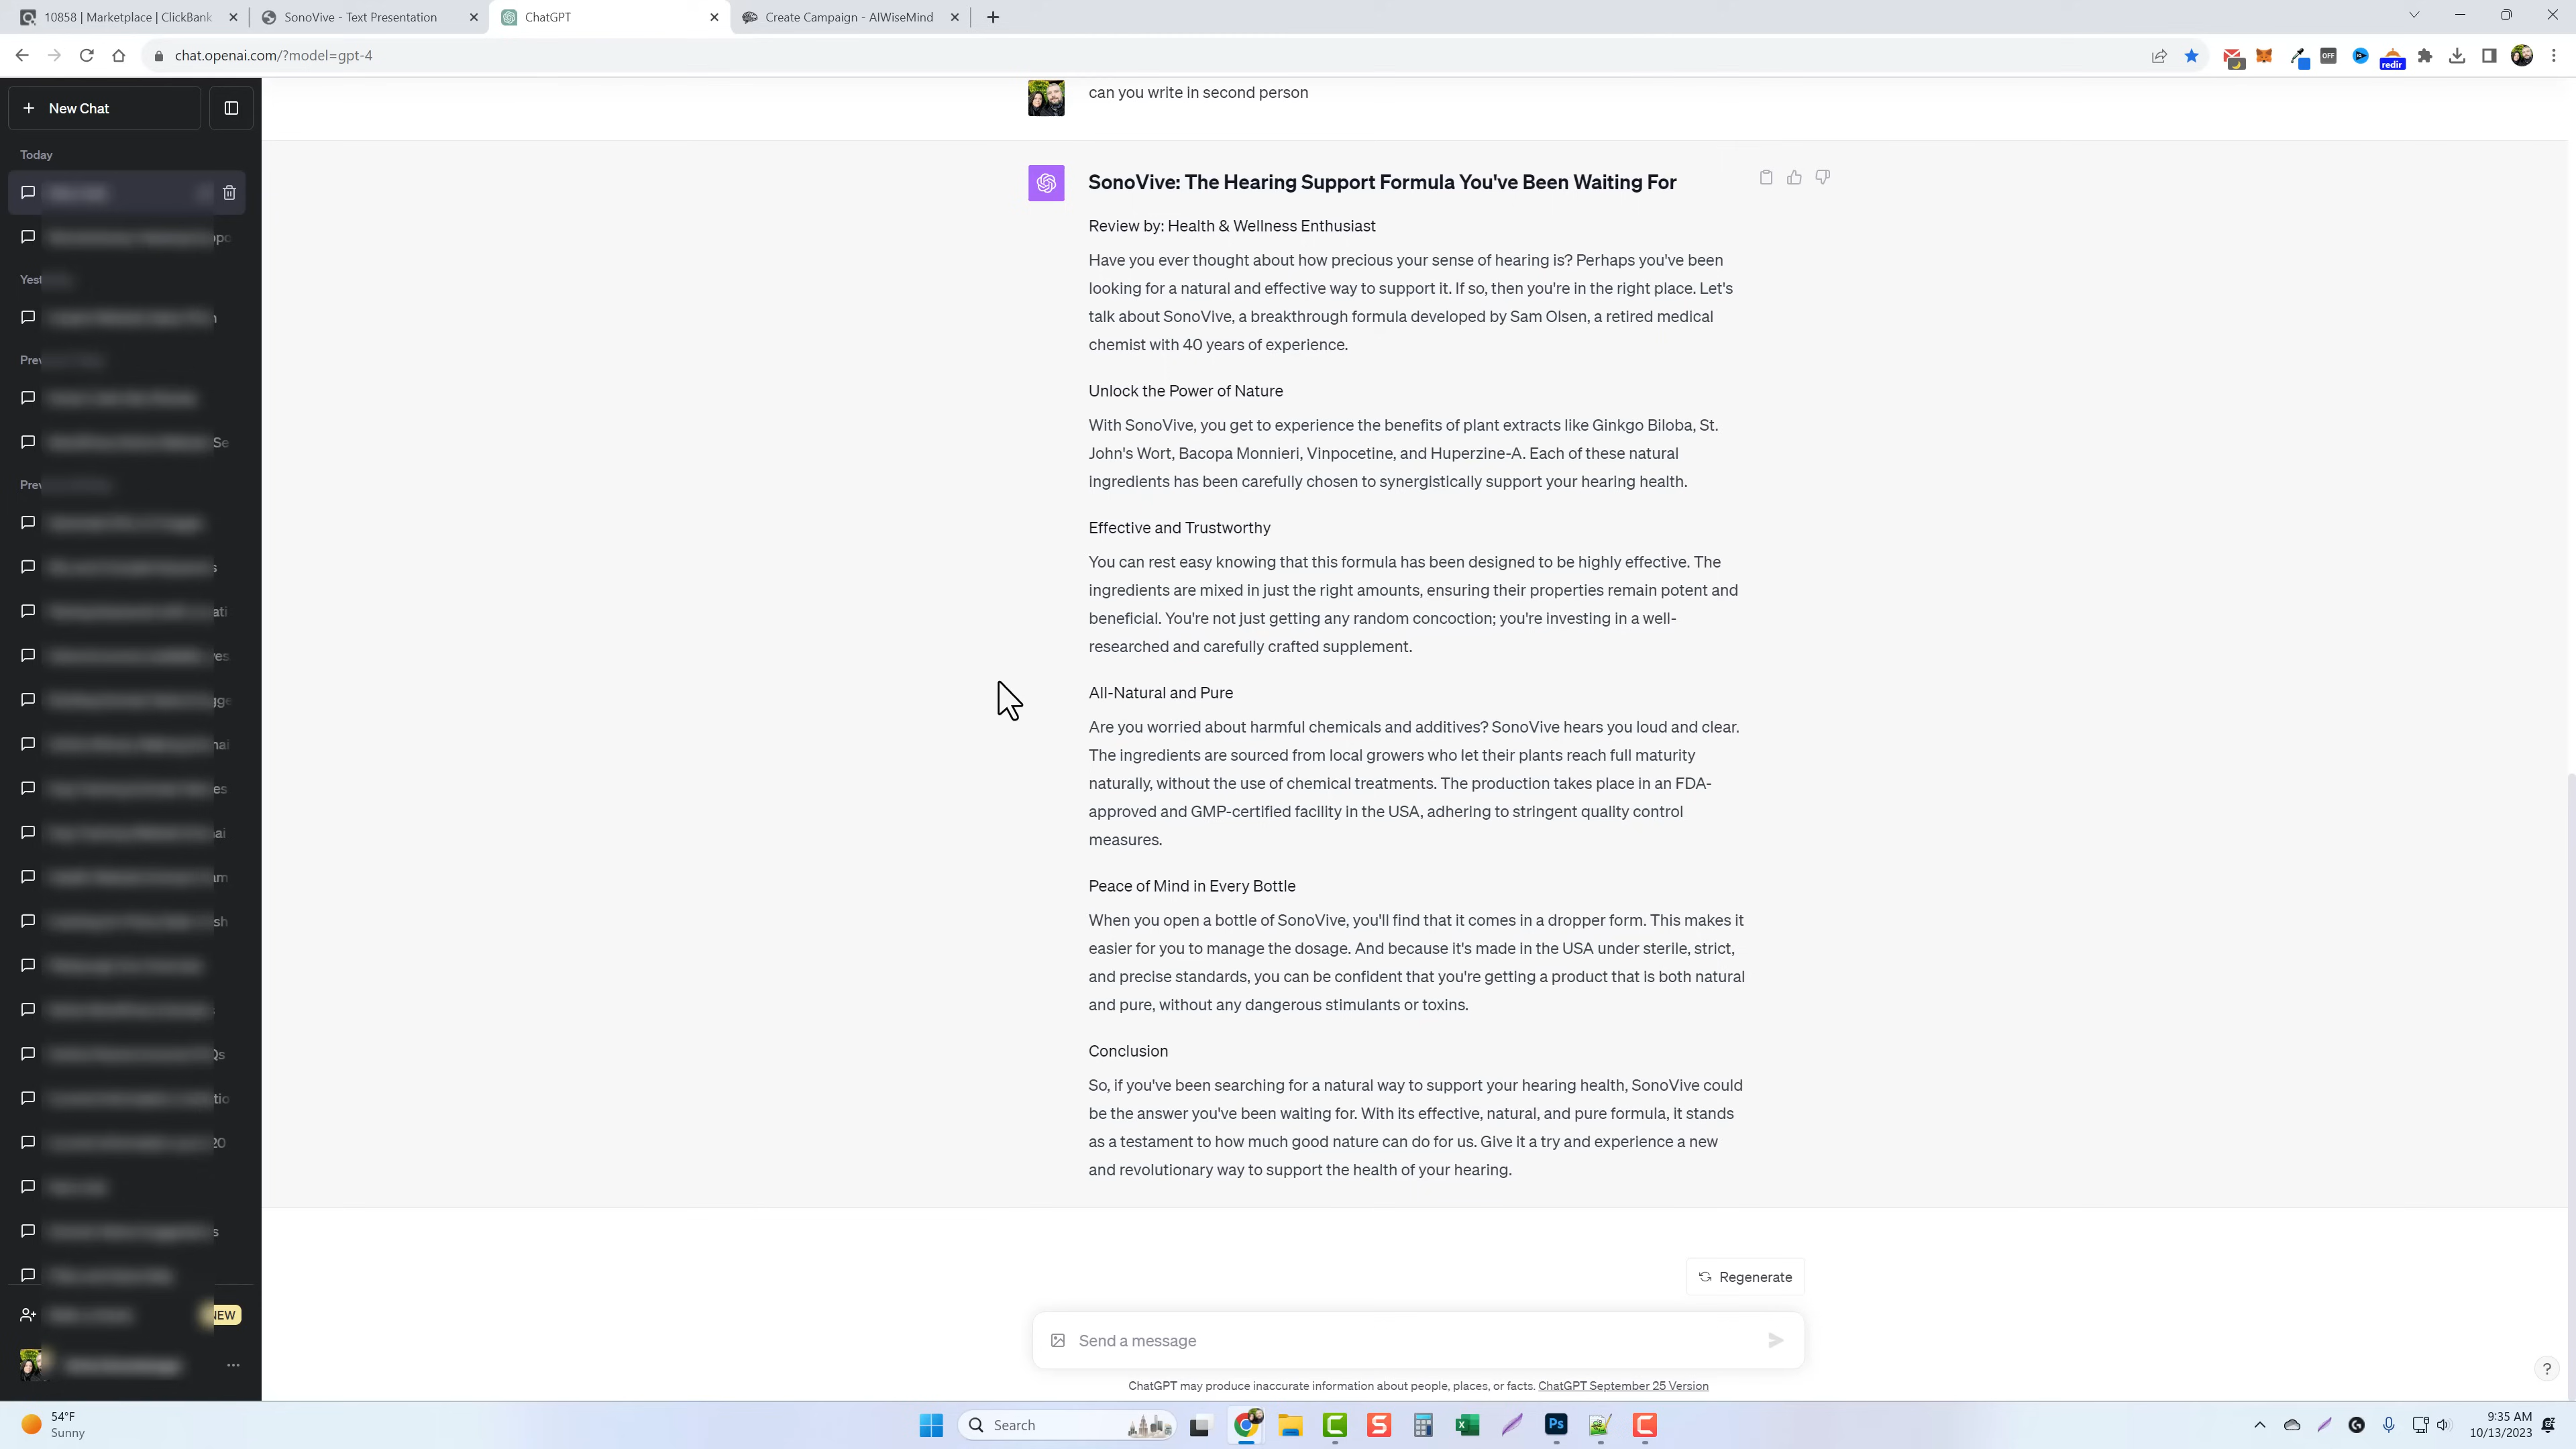 10858 | Marketplace | ClickBank
SonoVive - Text Presentation
ChatGPT
Create Campaign - AIWiseMind
chat.openai.com/?model=gpt-4
OFF
redir
New Chat
can you write in second person
Today
SonoVive: The Hearing Support Formula You've Been Waiting For
Review by: Health & Wellness Enthusiast
Have you ever thought about how precious your sense of hearing is? Perhaps you've been
looking for a natural and effective way to support it. If so, then you're in the right place. Let's
talk about SonoVive, a breakthrough formula developed by Sam Olsen, a retired medical
chemist with 40 years of experience.
Unlock the Power of Nature
With SonoVive, you get to experience the benefits of plant extracts like Ginkgo Biloba, St.
John's Wort, Bacopa Monnieri, Vinpocetine, and Huperzine-A. Each of these natural
ingredients has been carefully chosen to synergistically support your hearing health.
Effective and Trustworthy
You can rest easy knowing that this formula has been designed to be highly effective. The
ingredients are mixed in just the right amounts, ensuring their properties remain potent and
beneficial. You're not just getting any random concoction; you're investing in a well-
researched and carefully crafted supplement.
All-Natural and Pure
Are you worried about harmful chemicals and additives? SonoVive hears you loud and clear.
The ingredients are sourced from local growers who let their plants reach full maturity
naturally, without the use of chemical treatments. The production takes place in an FDA-
approved and GMP-certified facility in the USA, adhering to stringent quality control
measures.
Peace of Mind in Every Bottle
When you open a bottle of SonoVive, you'll find that it comes in a dropper form. This makes it
easier for you to manage the dosage. And because it's made in the USA under sterile, strict,
and precise standards, you can be confident that you're getting a product that is both natural
and pure, without any dangerous stimulants or toxins.
Conclusion
So, if you've been searching for a natural way to support your hearing health, SonoVive could
be the answer you've been waiting for. With its effective, natural, and pure formula, it stands
as a testament to how much good nature can do for us. Give it a try and experience a new
and revolutionary way to support the health of your hearing.
Regenerate
Send a message
ChatGPT may produce inaccurate information about people, places, or facts. ChatGPT September 25 Version
?
54°F
Sunny
Search
Ps
9:35 AM
10/13/2023